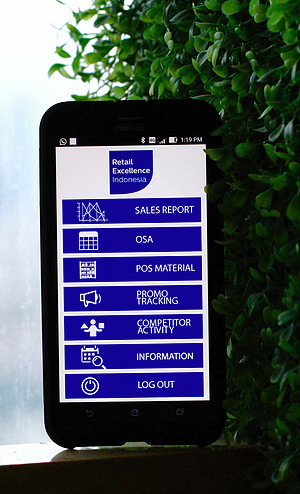 ASUS
1:19 PM
Retail
Excellence
Indonesia
SALES REPORT
OSA
POS MATERIAL
PROMO
TRACKING
COMPETITOR
ACTIVITY
INFORMATION
LOG OUT